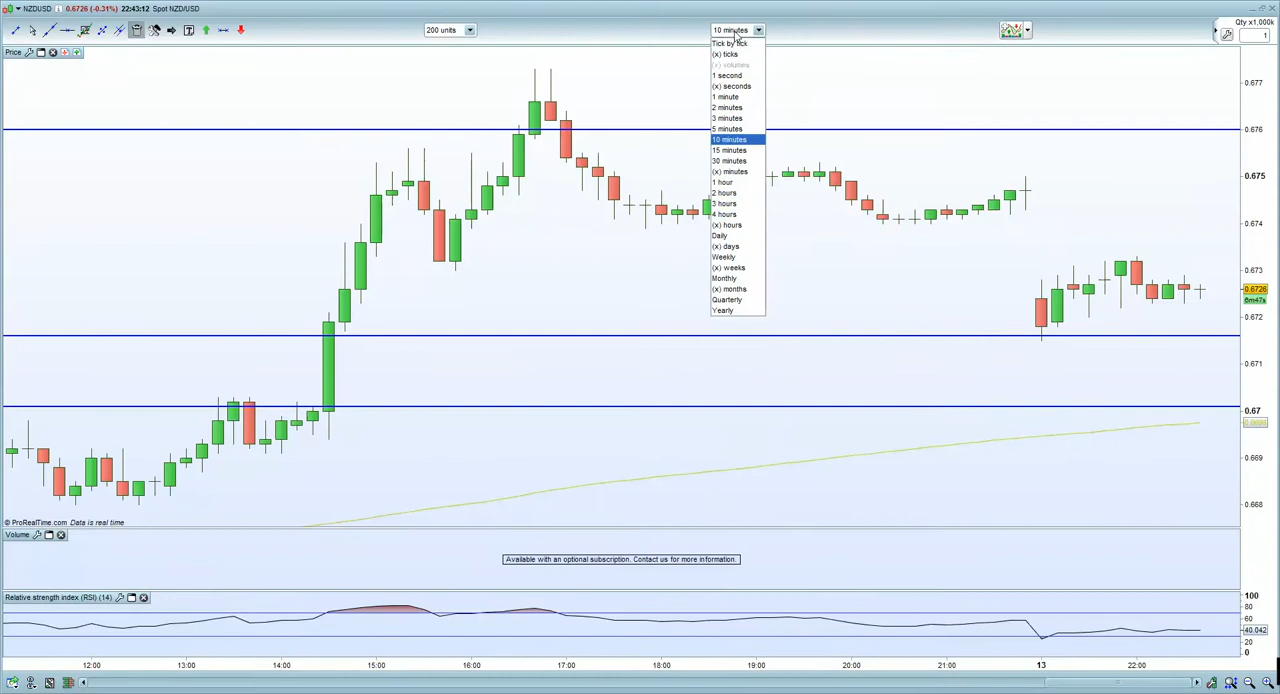 NZDUSD 0.6726 (-0.31%) 22:43:12 Spot NZD/USD
200 units
10 minutes
Qty x1,000k
1
Price
Tick by tick
(x) ticks
(x) volumes
1 second
(x) seconds
1 minute
2 minutes
3 minutes
5 minutes
10 minutes
15 minutes
30 minutes
(x) minutes
1 hour
2 hours
3 hours
4 hours
(x) hours
Daily
(x) days
Weekly
(x) weeks
Monthly
(x) months
Quarterly
Yearly
0.677
0.676
0.675
0.674
0.673
0.6726
6m47s
0.672
0.671
0.67
0.669
0.668
© ProRealTime.com Data is real time
Volume
Available with an optional subscription. Contact us for more information.
Relative strength index (RSI) (14)
100
80
60
40.042
20
0
12:00 13:00 14:00 15:00 16:00 17:00 18:00 19:00 20:00 21:00 13 22:00